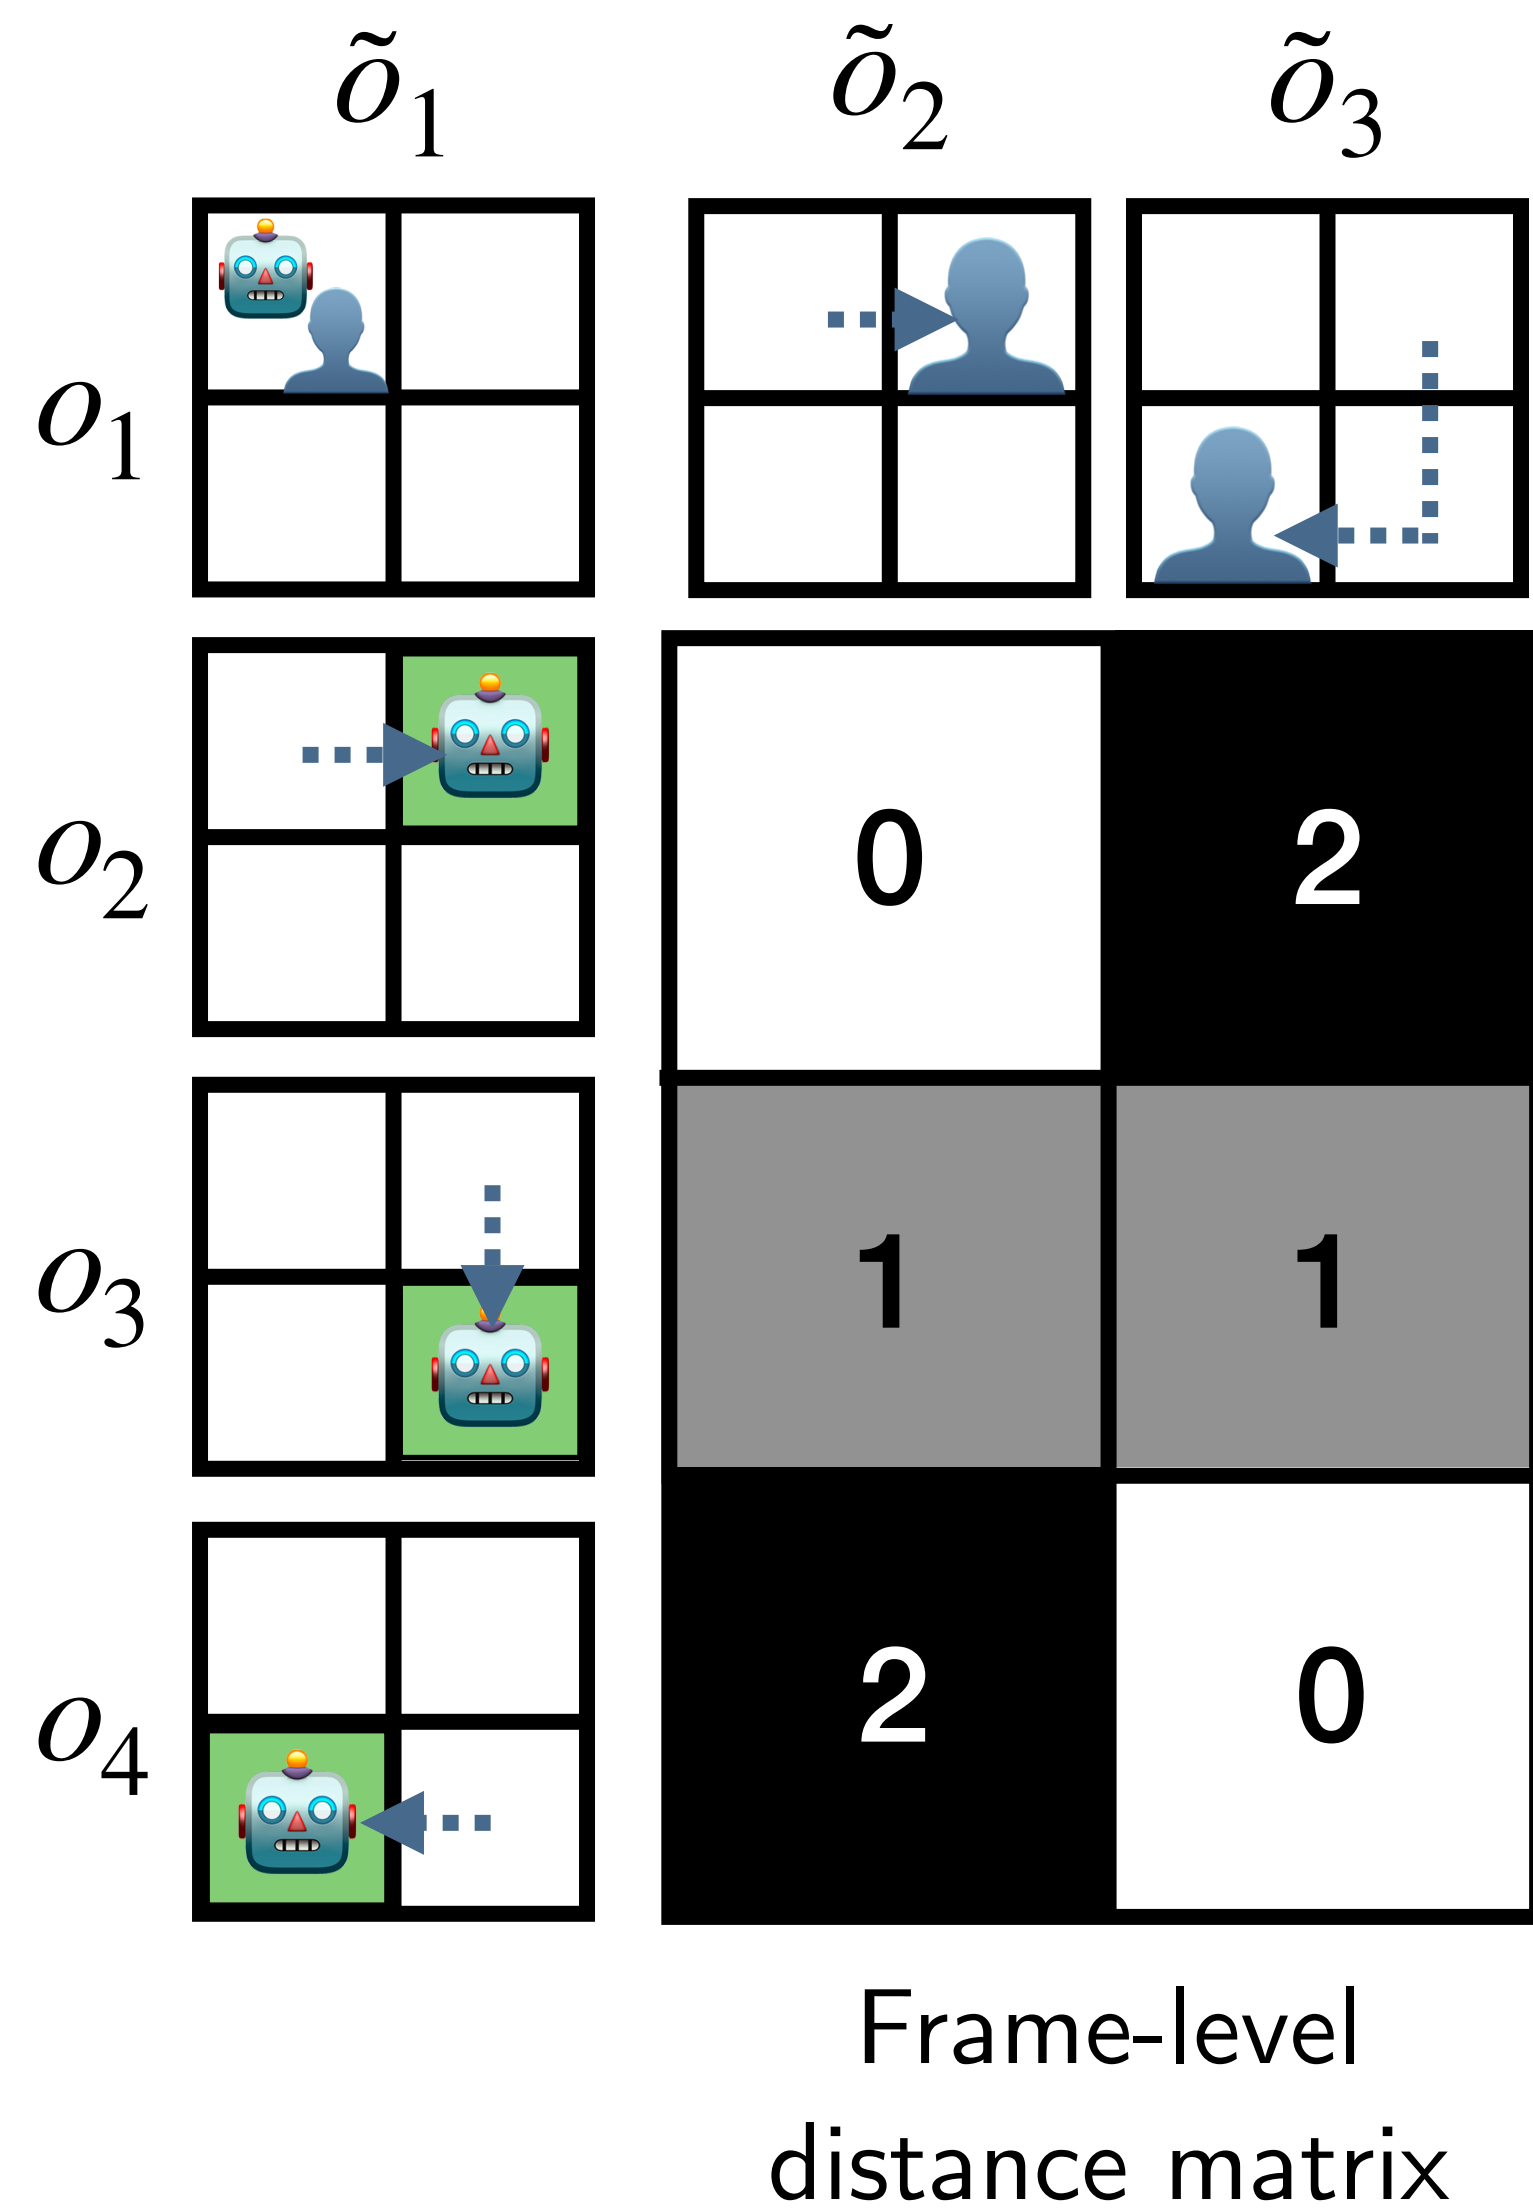 õ₁ õ₂ õ₃
o₁
o₂ 0 2
o₃ 1 1
o₄ 2 0
Frame-level
distance matrix